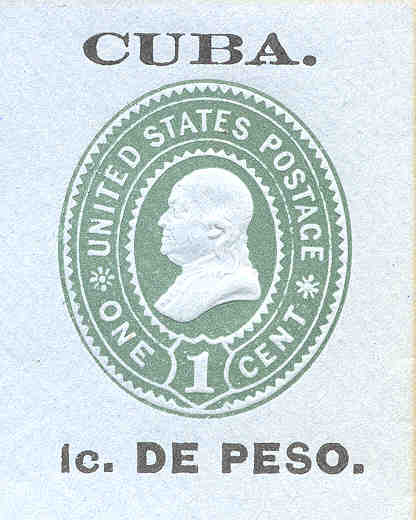 CUBA.
UNITED STATES POSTAGE
ONE 1 CENT
1c. DE PESO.